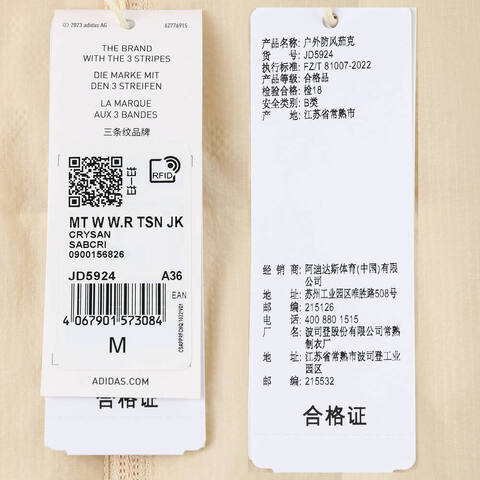 © 2023 adidas AG 62776915
THE BRAND
WITH THE 3 STRIPES
DIE MARKE MIT
DEN 3 STREIFEN
LA MARQUE
AUX 3 BANDES
三条纹品牌
RFID
MT W W.R TSN JK
CRYSAN
SABCRI
0900156826
JD5924 A36
EAN
4 067901 573084
M
ADIDAS.COM
合格证
产品名称: 户外防风茄克
货 号: JD5924
执行标准: FZ/T 81007-2022
产品等级: 合格品
检验合格: 检18
安全类别: B类
产 地: 江苏省常熟市
经 销 商: 阿迪达斯体育(中国)有限
公司
地 址: 苏州工业园区唯胜路508号
邮 编: 215126
电 话: 400 880 1515
厂 名: 波司登股份有限公司常熟
制衣厂
地 址: 江苏省常熟市波司登工业
园区
邮 编: 215532
合格证